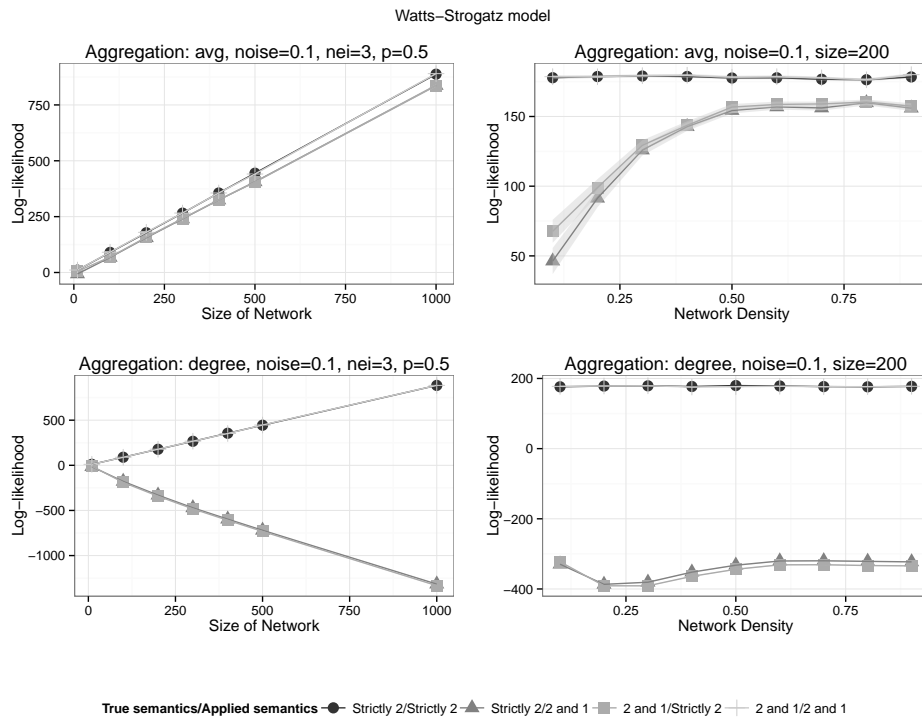 Watts−Strogatz model
Aggregation: avg, noise=0.1, nei=3, p=0.5
Log−likelihood
750
500
250
0
0 250 500 750 1000
Size of Network
Aggregation: avg, noise=0.1, size=200
Log−likelihood
150
100
50
0.25 0.50 0.75
Network Density
Aggregation: degree, noise=0.1, nei=3, p=0.5
Log−likelihood
500
0
−500
−1000
0 250 500 750 1000
Size of Network
Aggregation: degree, noise=0.1, size=200
Log−likelihood
200
0
−200
−400
0.25 0.50 0.75
Network Density
True semantics/Applied semantics Strictly 2/Strictly 2 Strictly 2/2 and 1 2 and 1/Strictly 2 2 and 1/2 and 1